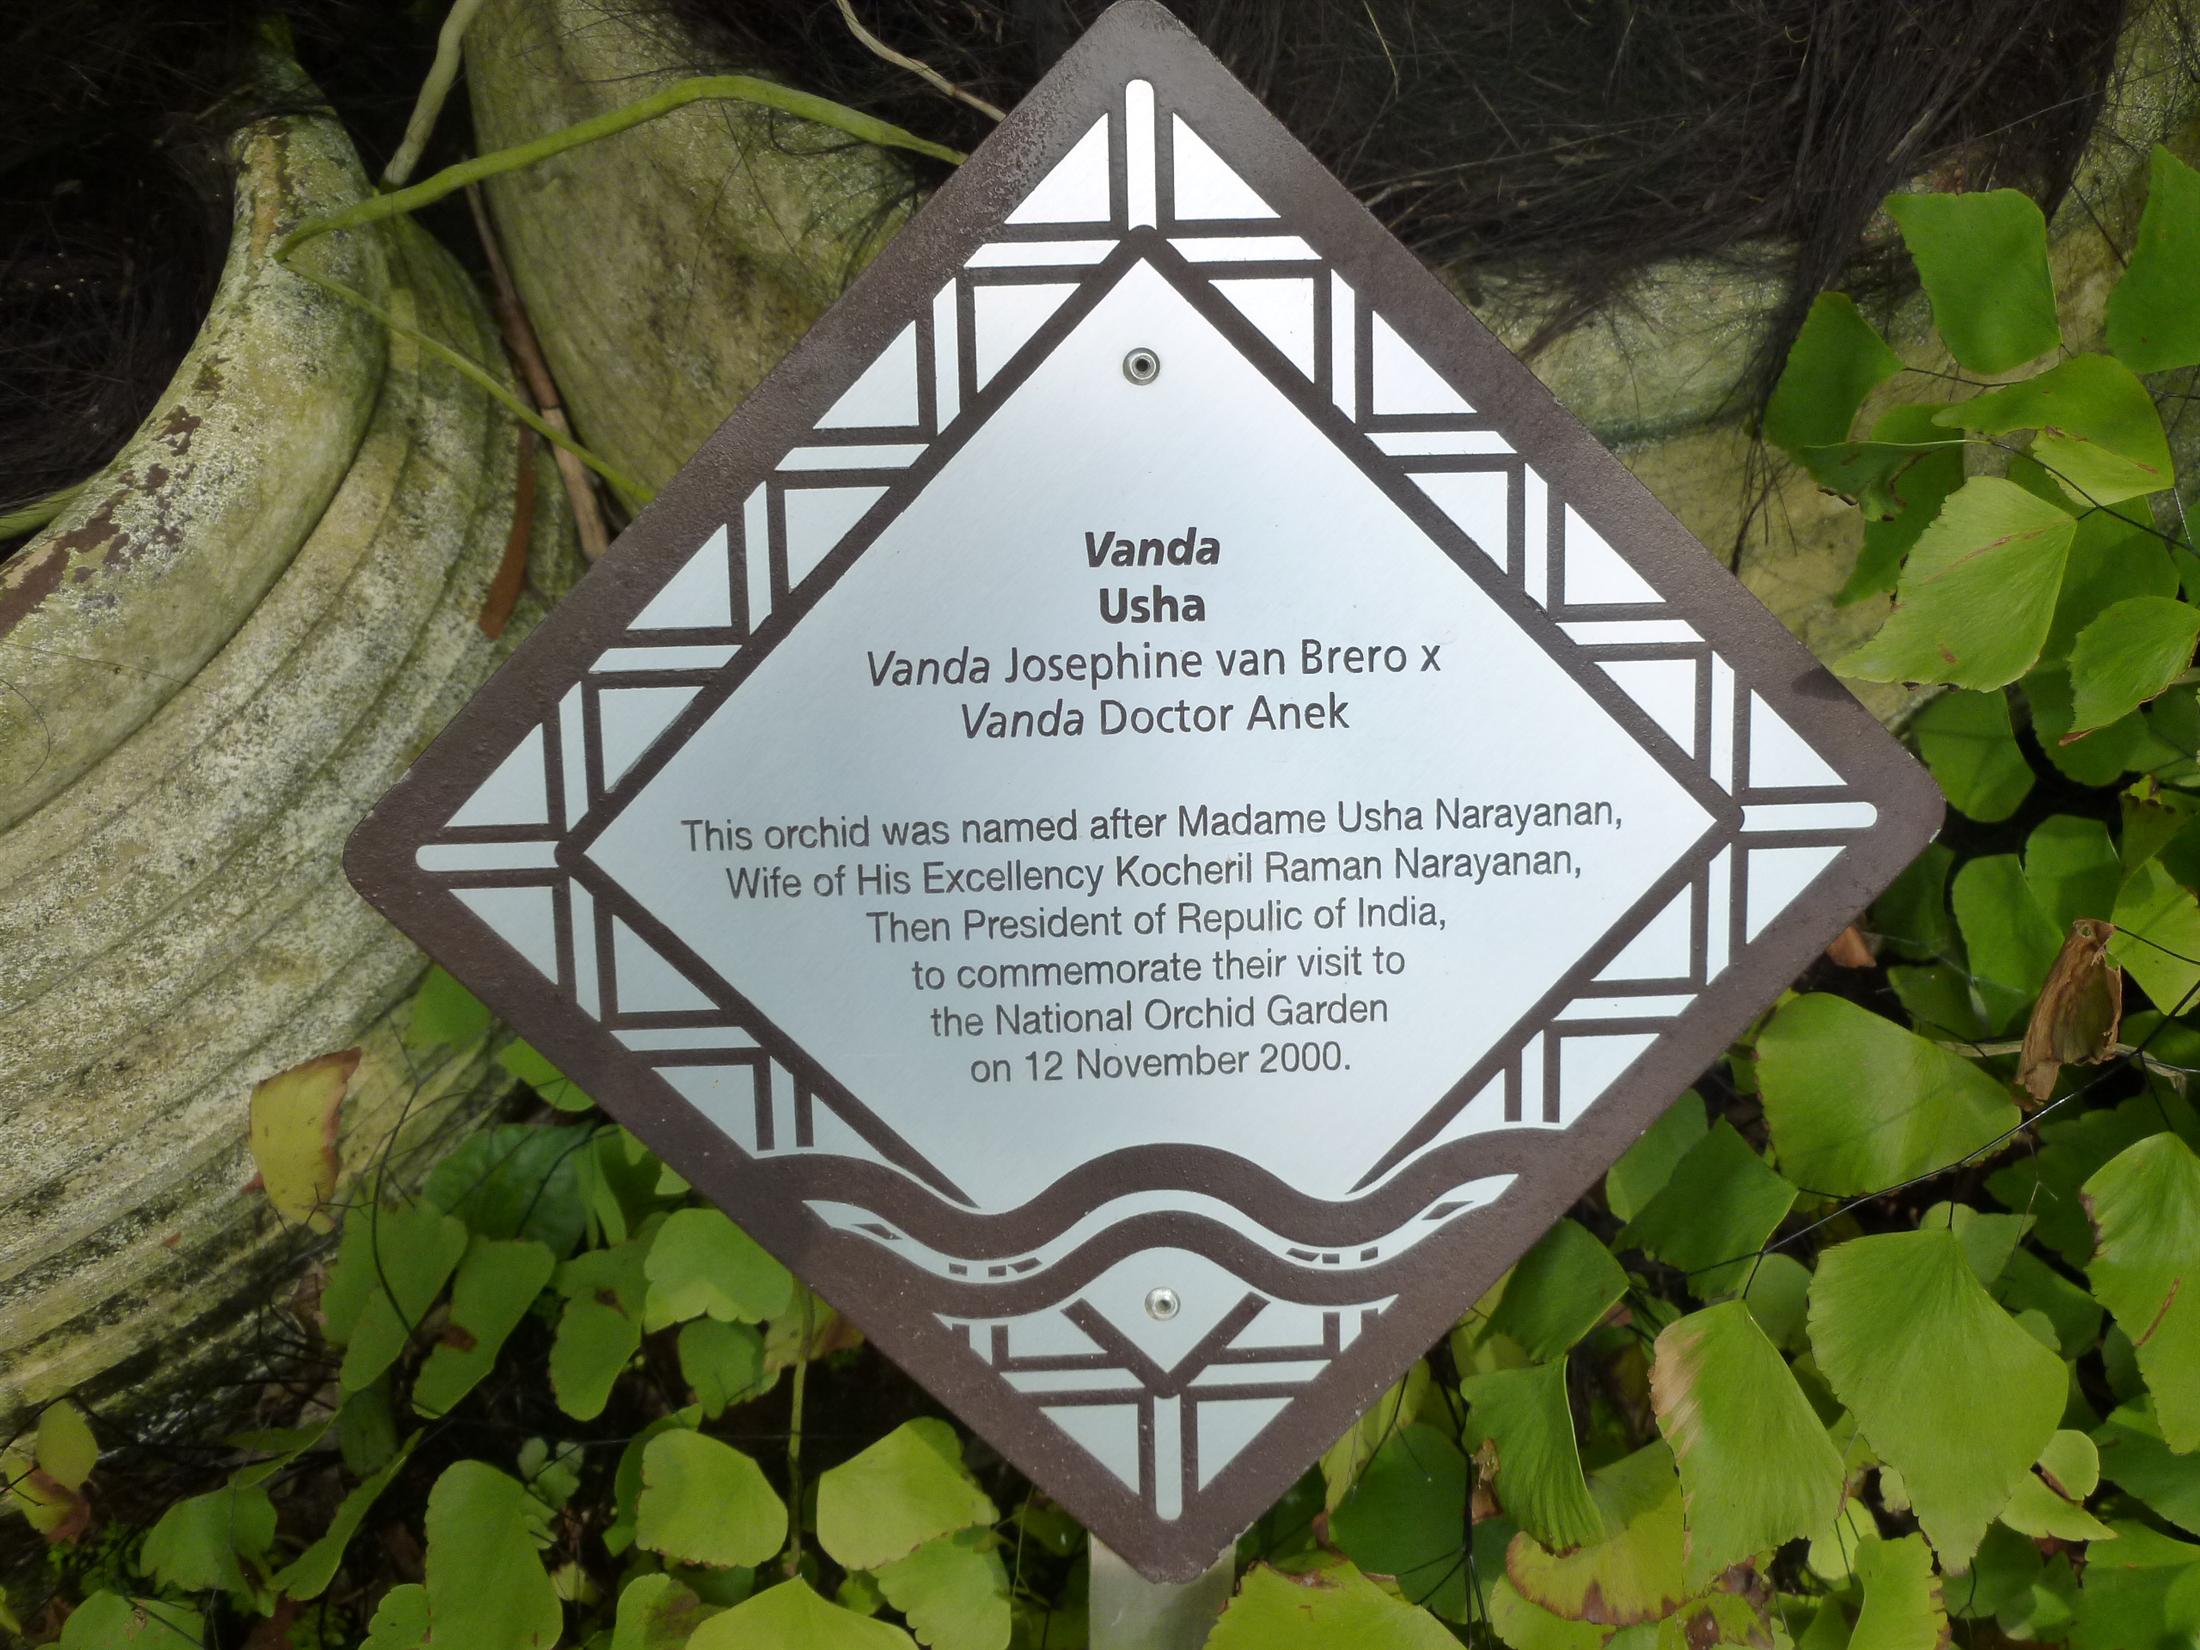 Vanda
Usha
Vanda Josephine van Brero x
Vanda Doctor Anek
This orchid was named after Madame Usha Narayanan,
Wife of His Excellency Kocheril Raman Narayanan,
Then President of Repulic of India,
to commemorate their visit to
the National Orchid Garden
on 12 November 2000.